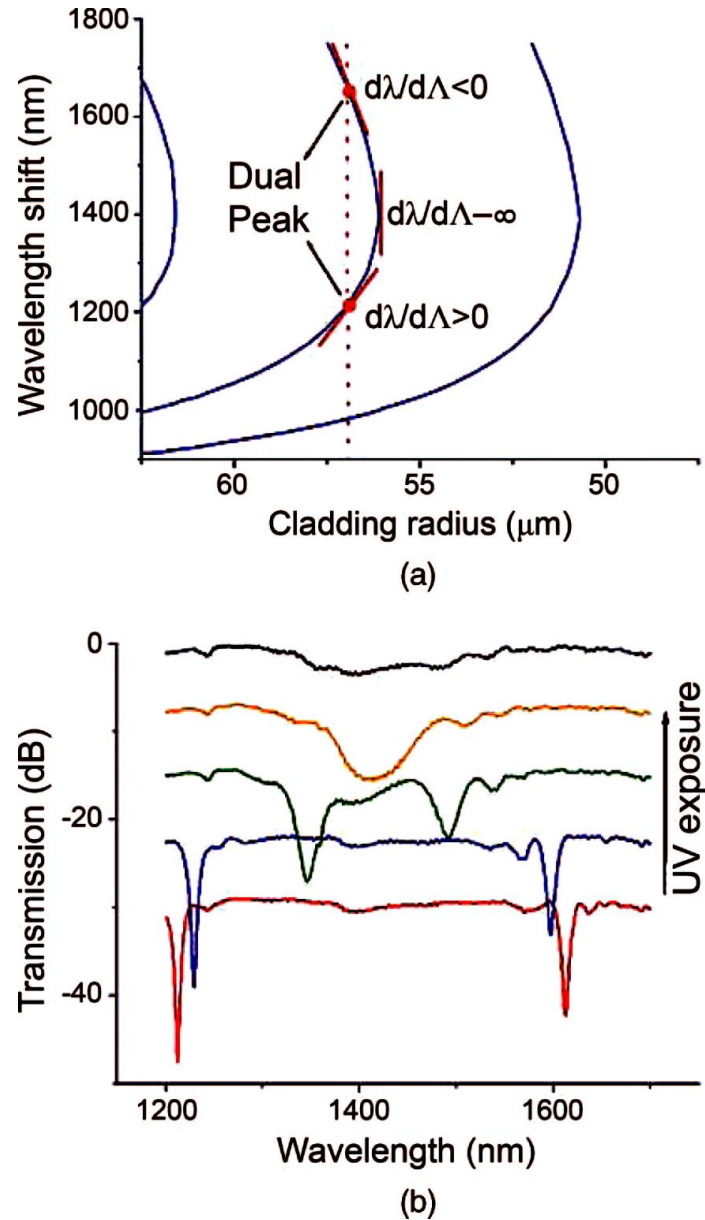 1800
1600
1400
1200
1000
Wavelength shift (nm)
dλ/dΛ<0
Dual
Peak
dλ/dΛ–∞
dλ/dΛ>0
60
55
50
Cladding radius (μm)
(a)
0
-20
-40
Transmission (dB)
UV exposure
1200
1400
1600
Wavelength (nm)
(b)